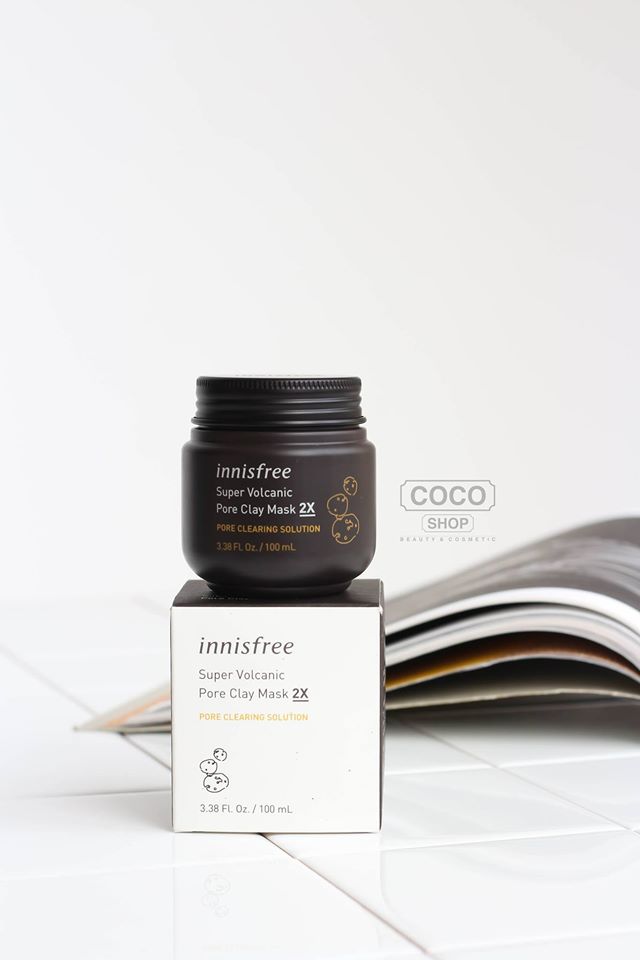 innisfree
Super Volcanic
Pore Clay Mask 2X
PORE CLEARING SOLUTION
3.38 FL Oz. / 100 mL
COCO
SHOP
BEAUTY & COSMETIC
innisfree
Super Volcanic
Pore Clay Mask 2X
PORE CLEARING SOLUTION
3.38 Fl. Oz. / 100 mL